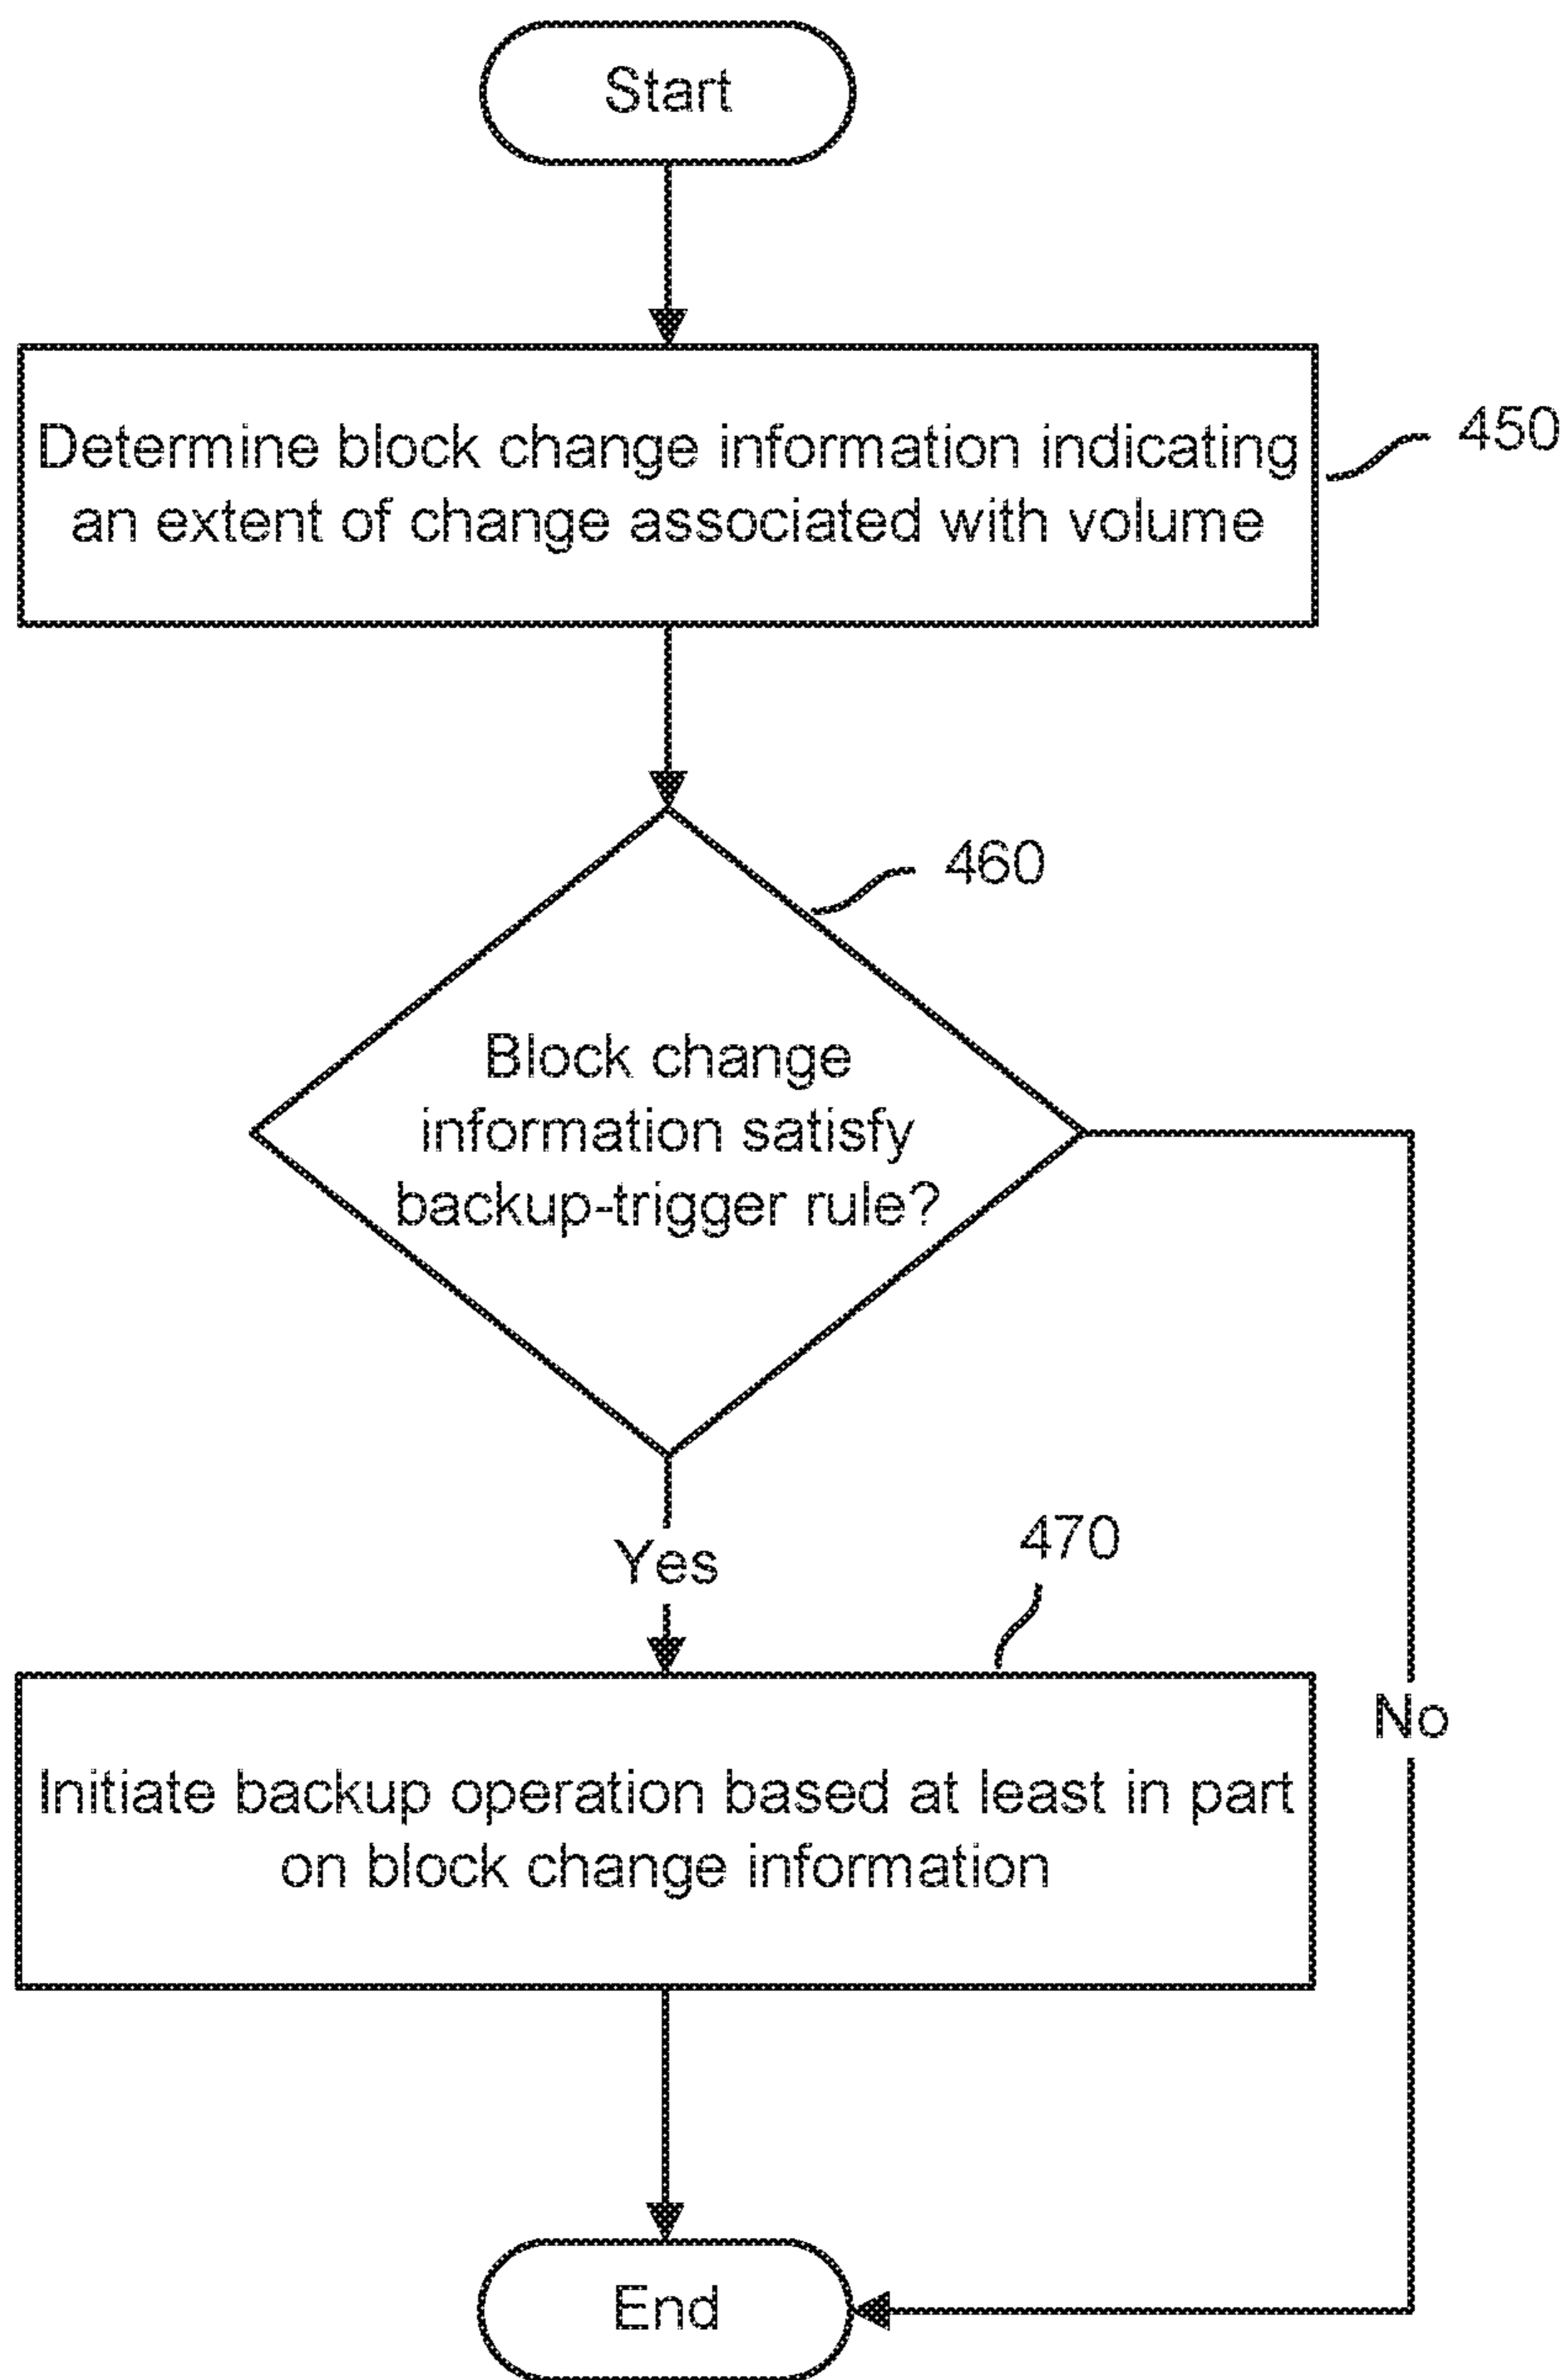 Start
Determine block change information indicating
an extent of change associated with volume
450
460
Block change
information satisfy
backup-trigger rule?
Yes
470
No
Initiate backup operation based at least in part
on block change information
End